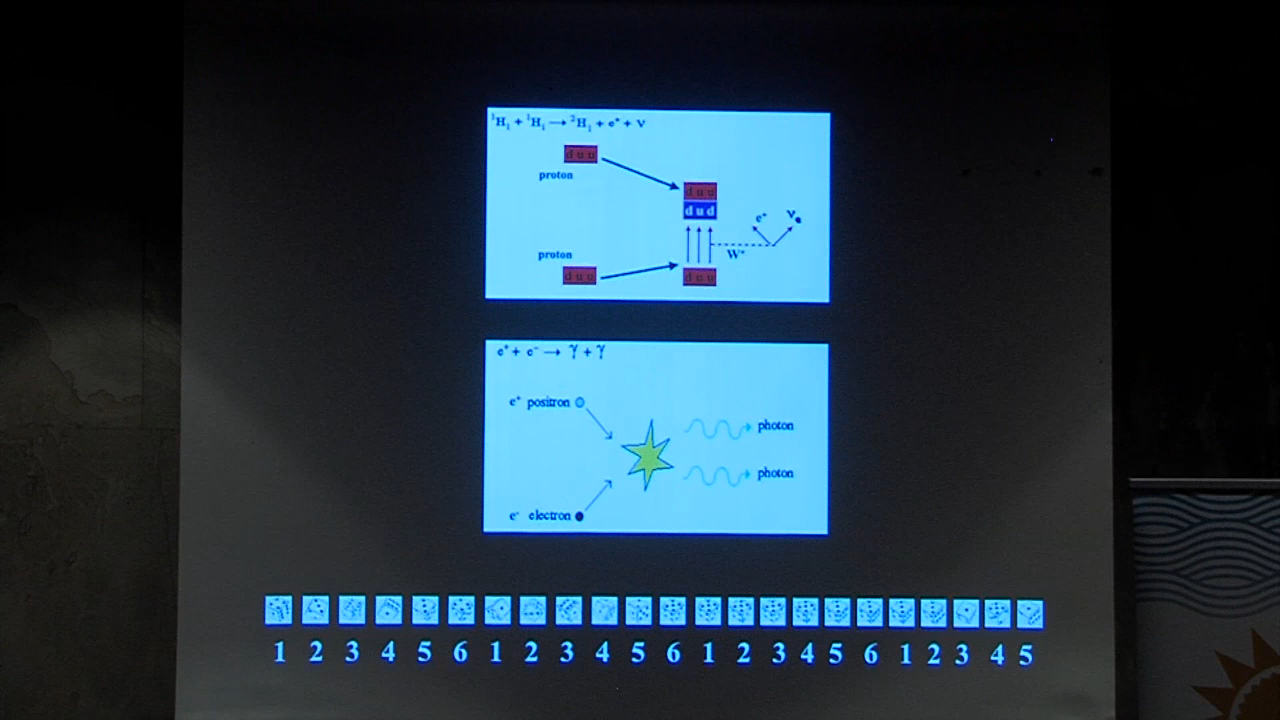 ¹H₁ + ¹H₁ → ²H₁ + e⁺ + ν
d u u
proton
d u u
d u d
e⁺ νₑ
W⁺
proton
d u u
d u u
e⁺ + e⁻ → γ + γ
e⁺ positron
photon
photon
e⁻ electron
1 2 3 4 5 6 1 2 3 4 5 6 1 2 3 4 5 6 1 2 3 4 5